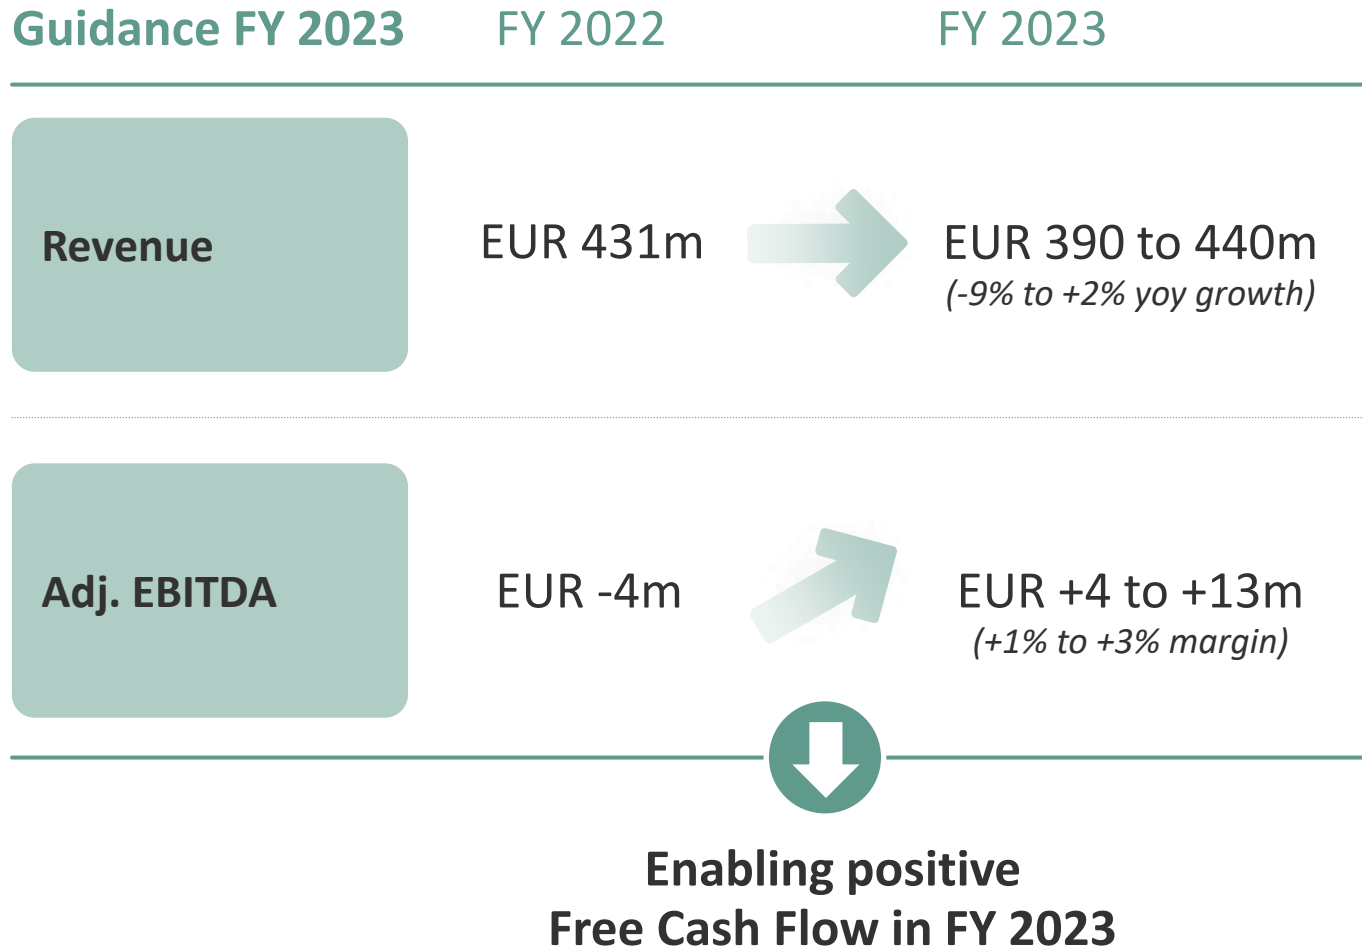 Guidance FY 2023 FY 2022 FY 2023
Revenue EUR 431m EUR 390 to 440m
(-9% to +2% yoy growth)
Adj. EBITDA EUR -4m EUR +4 to +13m
(+1% to +3% margin)
Enabling positive
Free Cash Flow in FY 2023